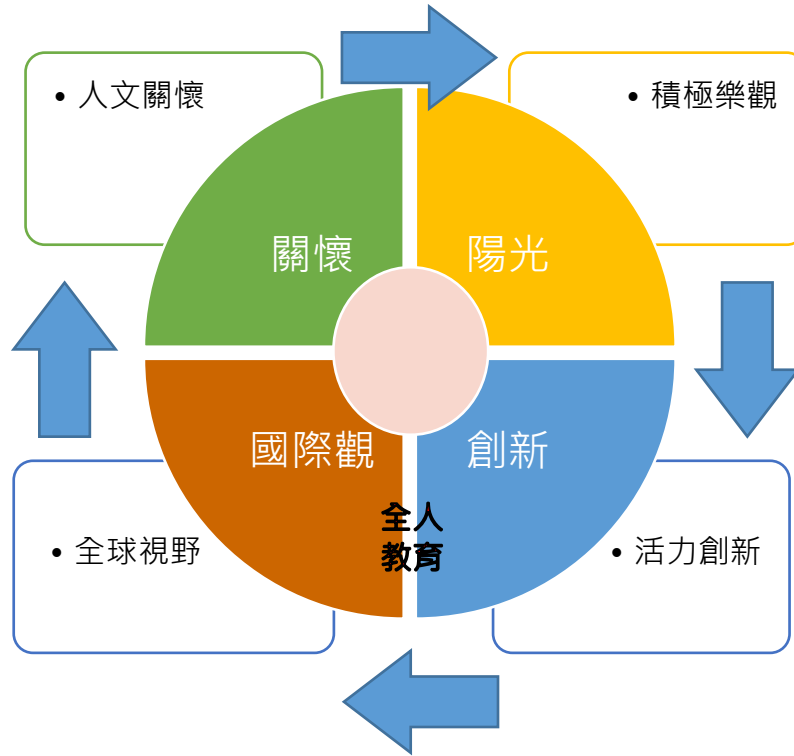 • 人文關懷
• 積極樂觀
關懷
陽光
國際觀
創新
全人
教育
• 全球視野
• 活力創新